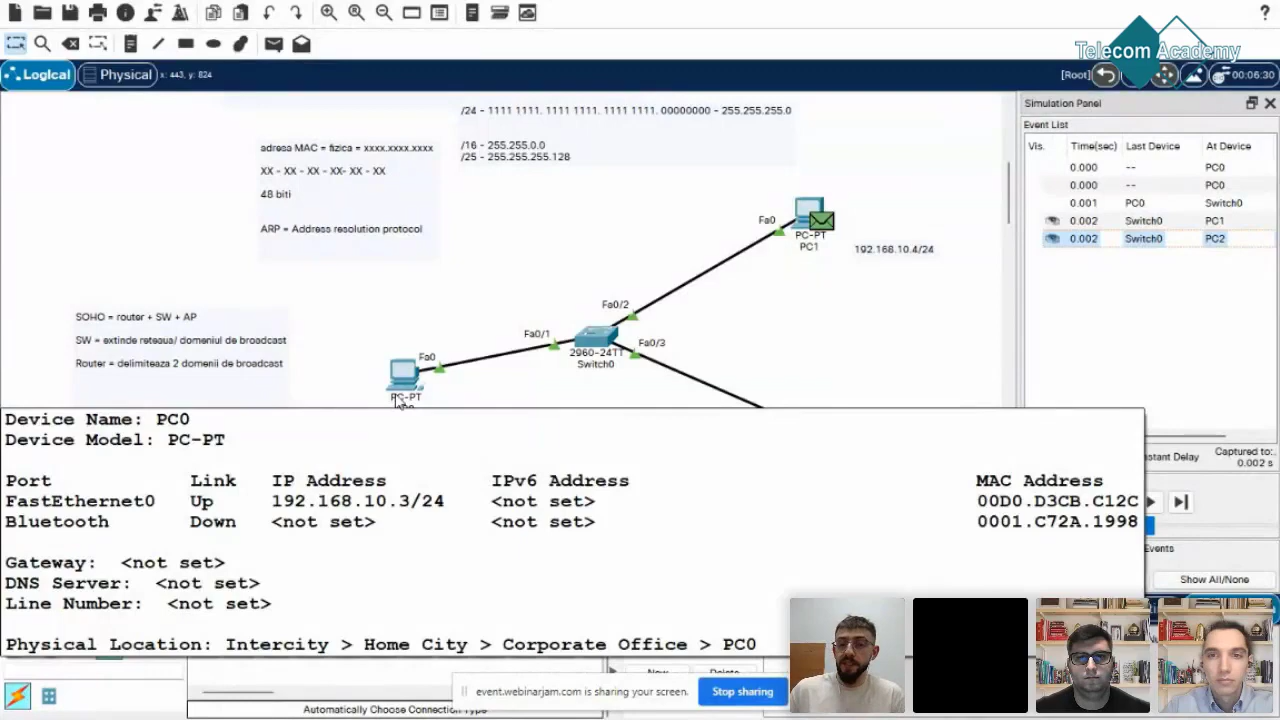 ?
Telecom Academy
Logical
Physical
x: 443, y: 824
[Root]
00:06:30
/24 - 1111 1111. 1111 1111. 1111 1111. 00000000 - 255.255.255.0
/16 - 255.255.0.0
/25 - 255.255.255.128
adresa MAC = fizica = xxxx.xxxx.xxxx
XX - XX - XX - XX- XX - XX
48 biti
ARP = Address resolution protocol
Fa0
PC-PT
PC1
192.168.10.4/24
SOHO = router + SW + AP
SW = extinde reteaua/ domeniul de broadcast
Router = delimiteaza 2 domenii de broadcast
Fa0/2
Fa0/1
Fa0/3
2960-24TT
Switch0
Fa0
PC-PT
Simulation Panel
Event List
Vis. Time(sec) Last Device At Device
0.000 -- PC0
0.000 -- PC0
0.001 PC0 Switch0
0.002 Switch0 PC1
0.002 Switch0 PC2
Device Name: PC0
Device Model: PC-PT
Port Link IP Address IPv6 Address MAC Address
FastEthernet0 Up 192.168.10.3/24 <not set> 00D0.D3CB.C12C
Bluetooth Down <not set> <not set> 0001.C72A.1998
Gateway: <not set>
DNS Server: <not set>
Line Number: <not set>
Physical Location: Intercity > Home City > Corporate Office > PC0
nstant Delay
Captured to:
0.002 s
Events
Show All/None
event.webinarjam.com is sharing your screen.
Stop sharing
Automatically Choose Connection Type